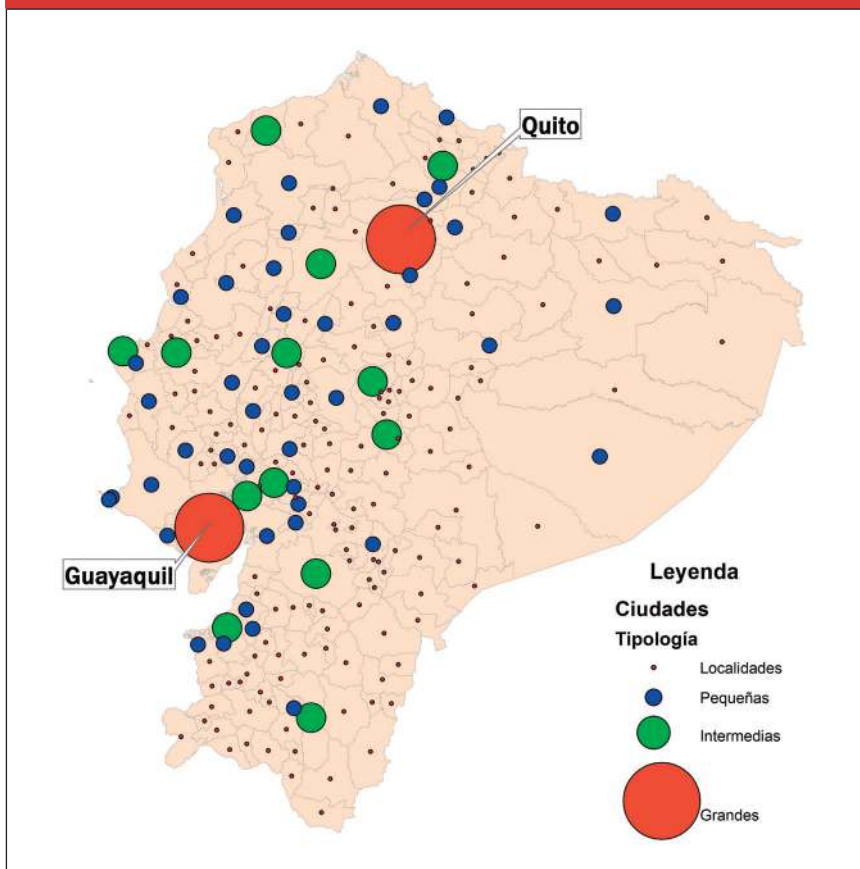 Quito
Guayaquil
Leyenda
Ciudades
Tipología
Localidades
Pequeñas
Intermedias
Grandes